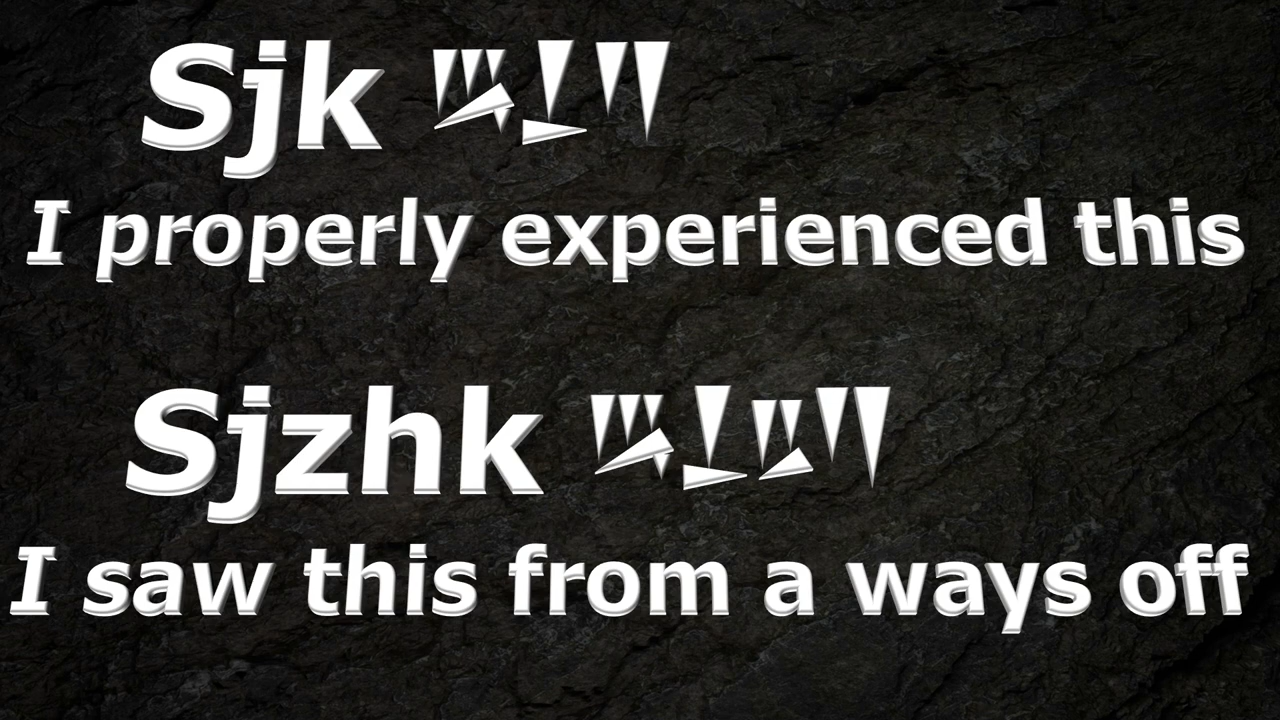 Sjk
I properly experienced this
Sjzhk
I saw this from a ways off